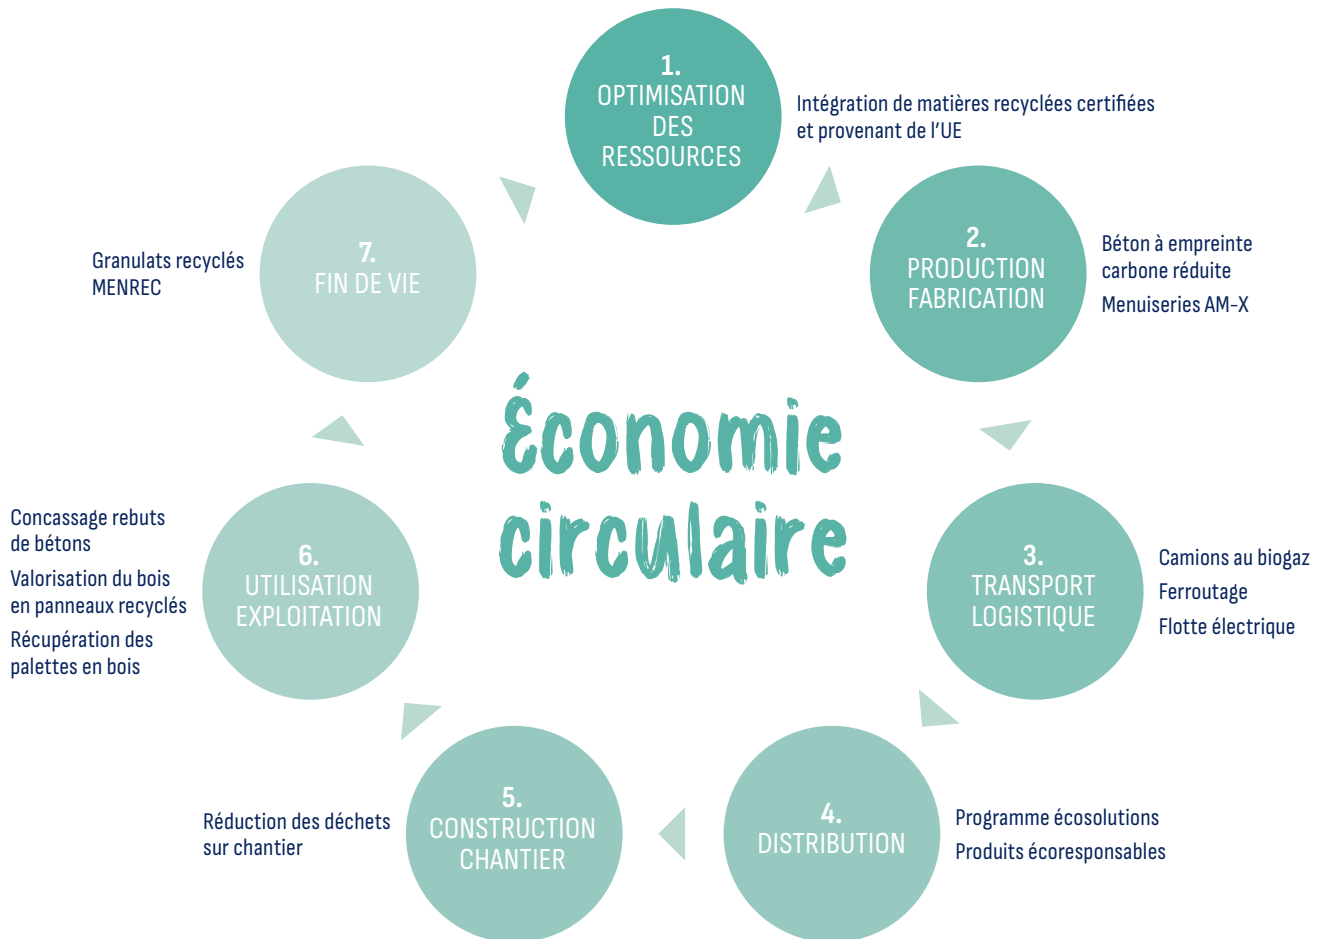 1.
OPTIMISATION
DES
RESSOURCES
Intégration de matières recyclées certifiées
et provenant de l'UE
2.
PRODUCTION
FABRICATION
Béton à empreinte
carbone réduite
Menuiseries AM-X
3.
TRANSPORT
LOGISTIQUE
Camions au biogaz
Ferroutage
Flotte électrique
4.
DISTRIBUTION
Programme écosolutions
Produits écoresponsables
5.
CONSTRUCTION
CHANTIER
Réduction des déchets
sur chantier
6.
UTILISATION
EXPLOITATION
Concassage rebuts
de bétons
Valorisation du bois
en panneaux recyclés
Récupération des
palettes en bois
7.
FIN DE VIE
Granulats recyclés
MENREC
Économie
circulaire